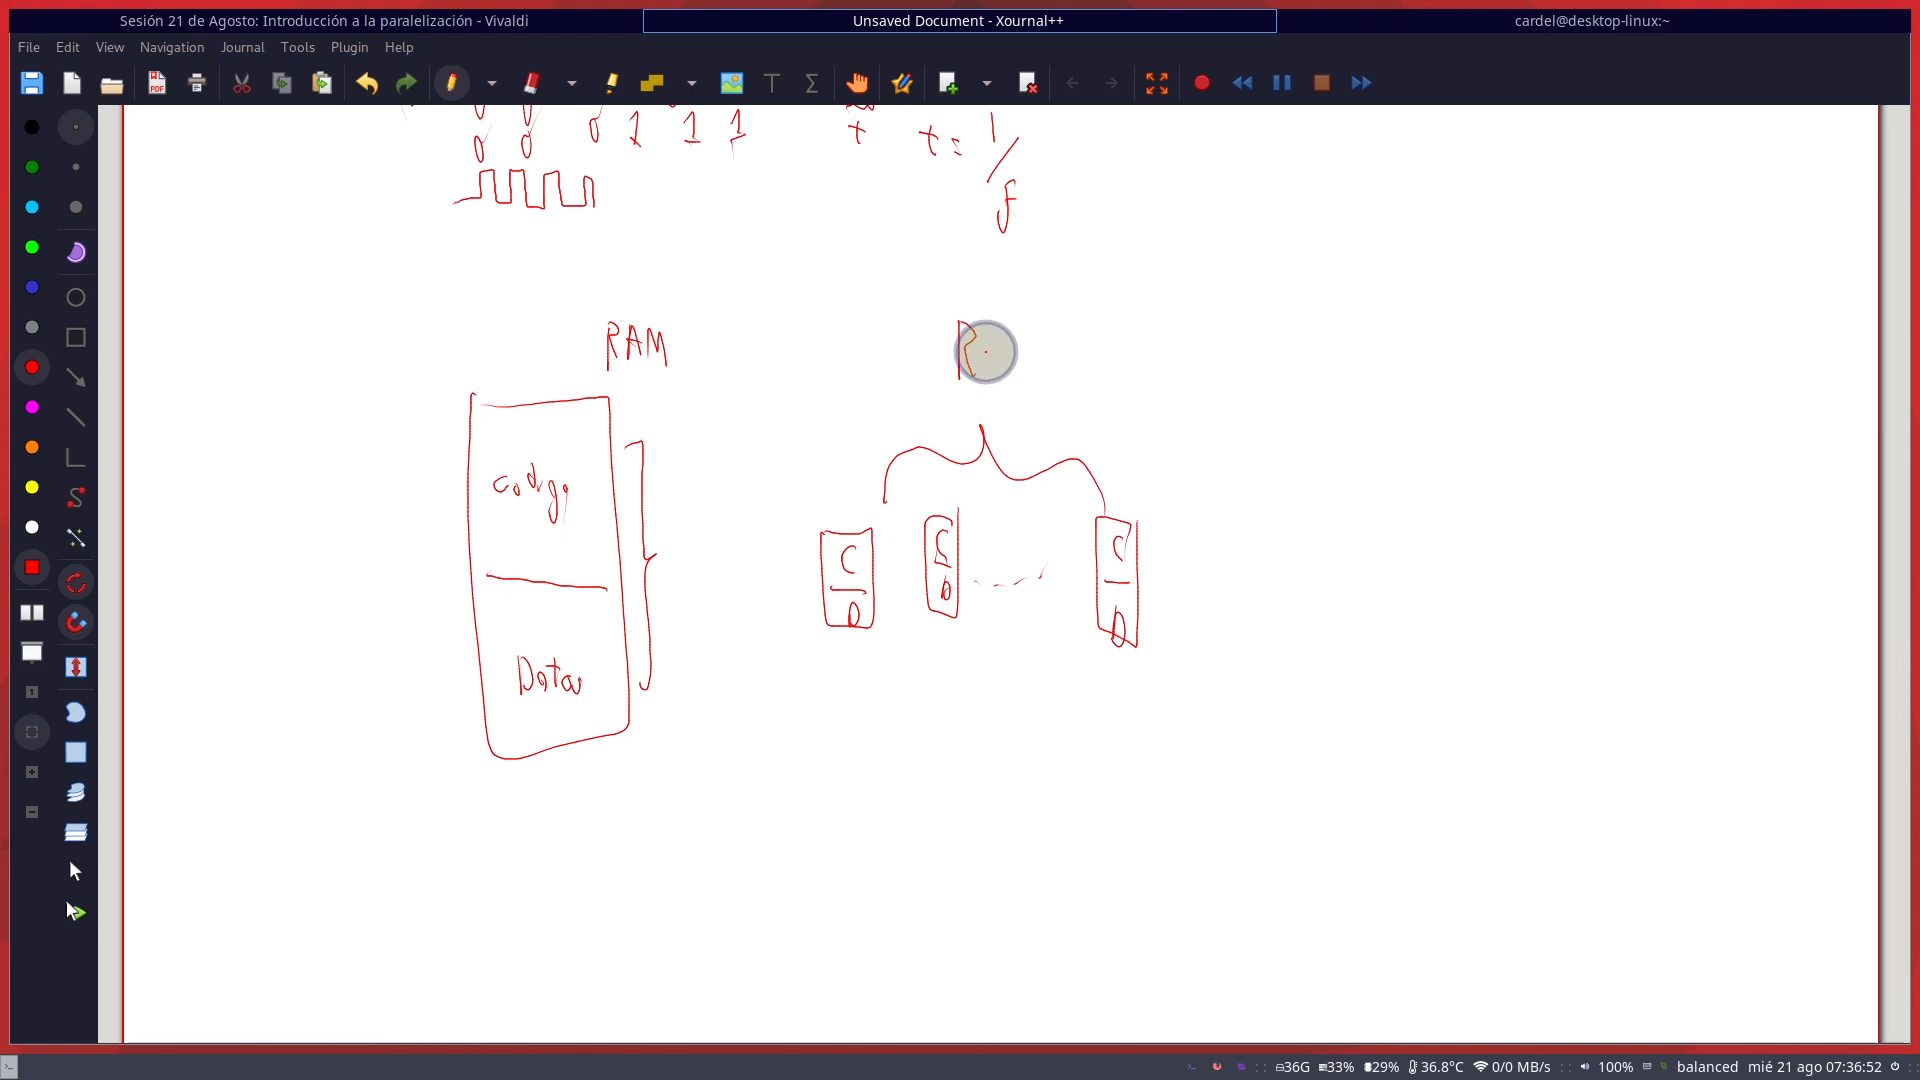 Sesión 21 de Agosto: Introducción a la paralelización - Vivaldi
Unsaved Document - Xournal++
cardel@desktop-linux:~
File Edit View Navigation Journal Tools Plugin Help
0 0 0 1 1 1
t t = 1/f
RAM R
Codigo
C C C
D D D
Data
36G 33% 29% 36.8°C 0/0 MB/s 100% balanced mié 21 ago 07:36:52